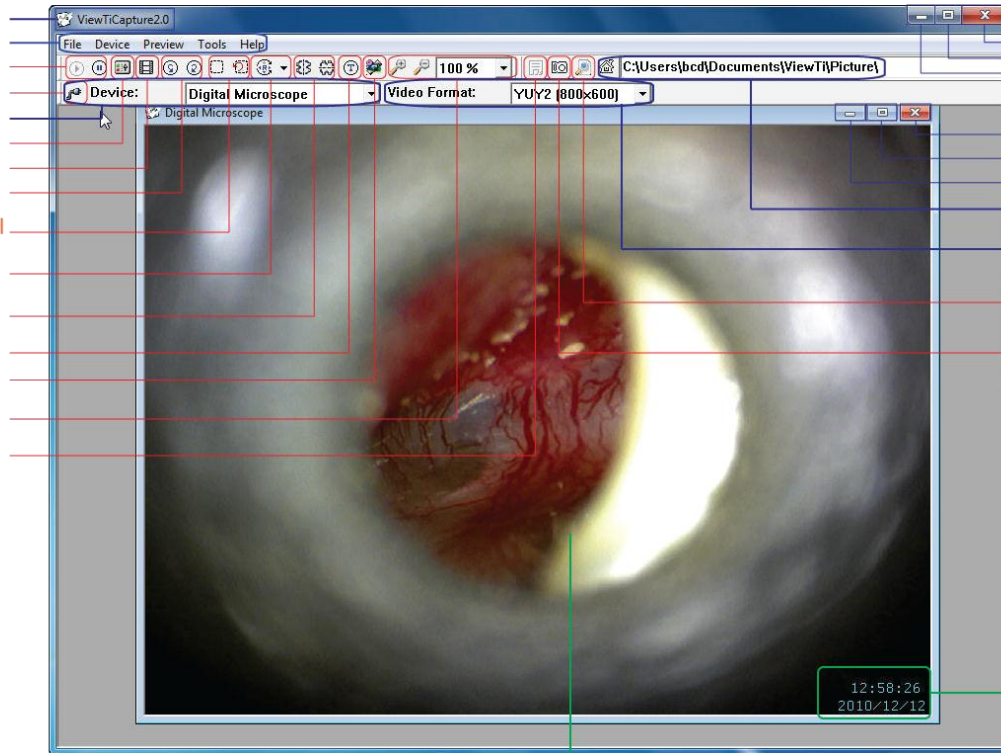 ViewTiCapture2.0
File Device Preview Tools Help
100 % C:\Users\bcd\Documents\ViewTi\Picture\
Device: Digital Microscope Video Format: YUY2 (800x600)
Digital Microscope
12:58:26
2010/12/12